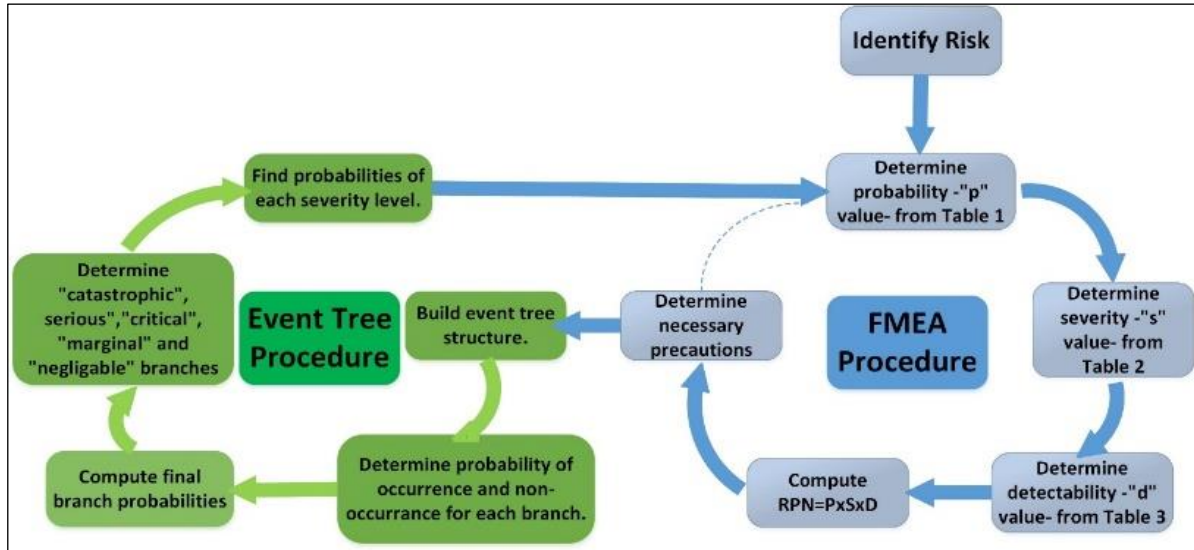 Identify Risk
Find probabilities of
each severity level.
Determine
probability -"p"
value- from Table 1
Determine
"catastrophic",
serious","critical",
"marginal" and
"negligable" branches
Event Tree
Procedure
Build event tree
structure.
Determine
necessary
precautions
FMEA
Procedure
Determine
severity -"s"
value- from
Table 2
Compute final
branch probabilities
Determine probability of
occurrence and non-
occurrance for each branch.
Compute
RPN=PxSxD
Determine
detectability -"d"
value- from Table 3